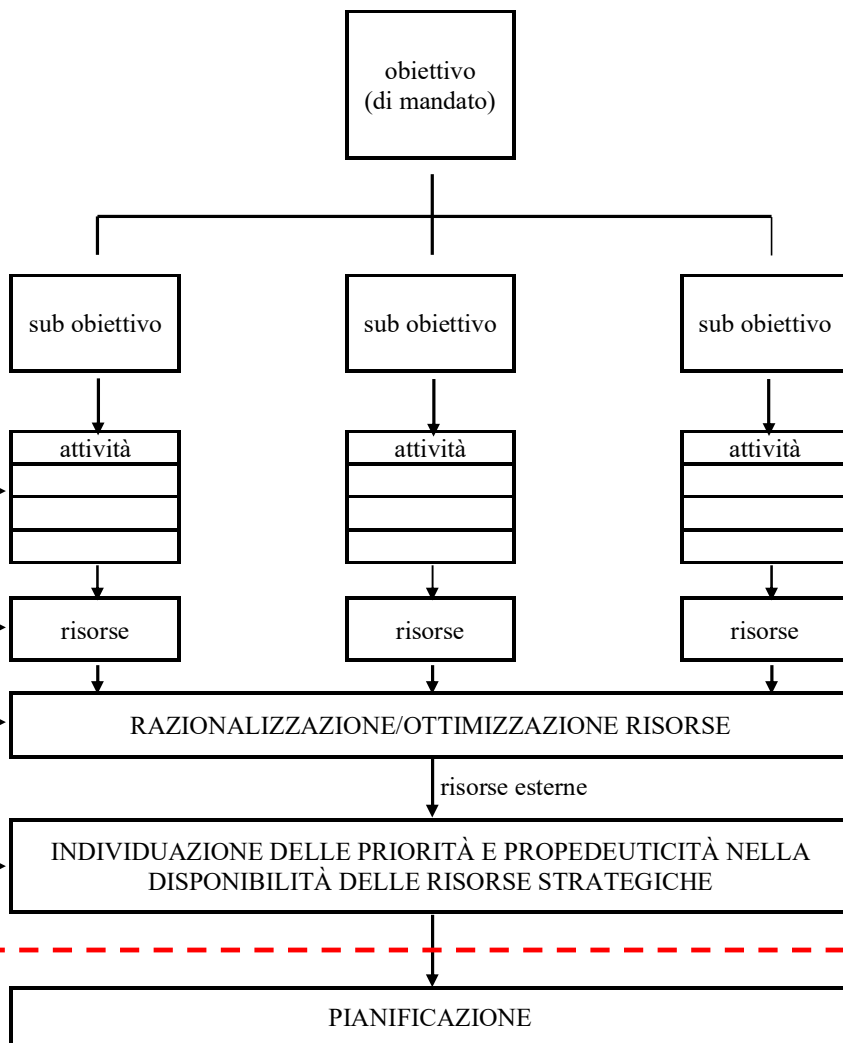 obiettivo
(di mandato)
sub obiettivo
sub obiettivo
sub obiettivo
attività
attività
attività
risorse
risorse
risorse
RAZIONALIZZAZIONE/OTTIMIZZAZIONE RISORSE
risorse esterne
INDIVIDUAZIONE DELLE PRIORITÀ E PROPEDEUTICITÀ NELLA
DISPONIBILITÀ DELLE RISORSE STRATEGICHE
PIANIFICAZIONE